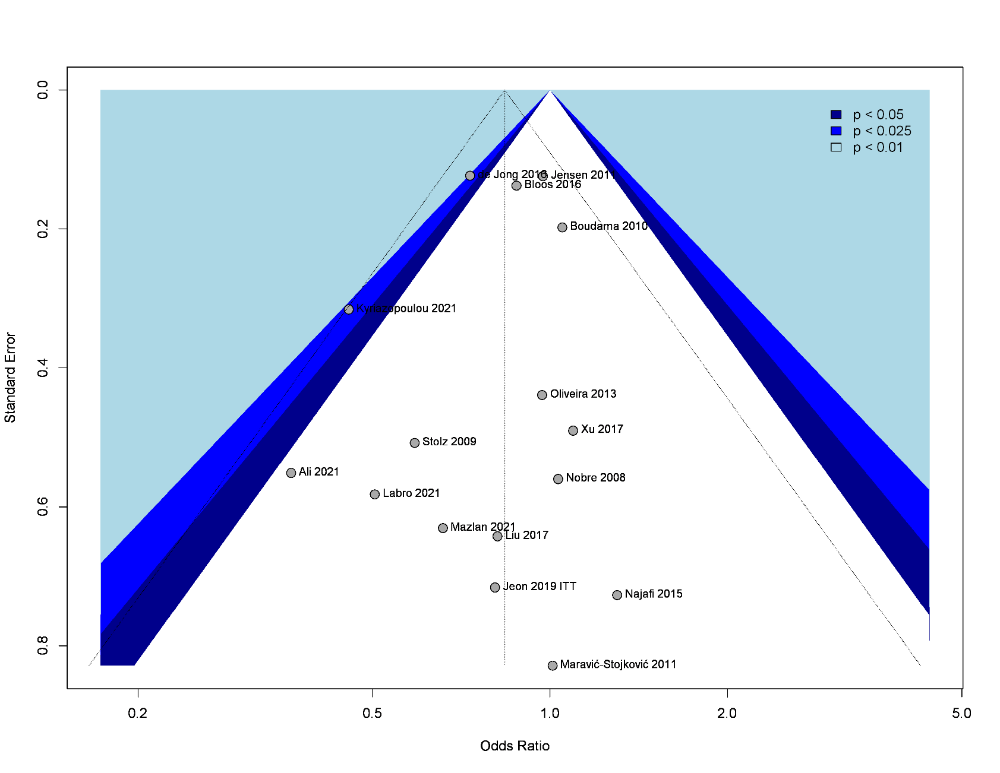 0.0
0.2
0.4
0.6
0.8
Standard Error
p < 0.05
p < 0.025
p < 0.01
de Jong 2016
Jensen 2011
Bloos 2016
Boudama 2010
Kyriazopoulou 2021
Oliveira 2013
Xu 2017
Stolz 2009
Ali 2021
Nobre 2008
Labro 2021
Mazlan 2021
Liu 2017
Jeon 2019 ITT
Najafi 2015
Maravić-Stojković 2011
0.2
0.5
1.0
2.0
5.0
Odds Ratio